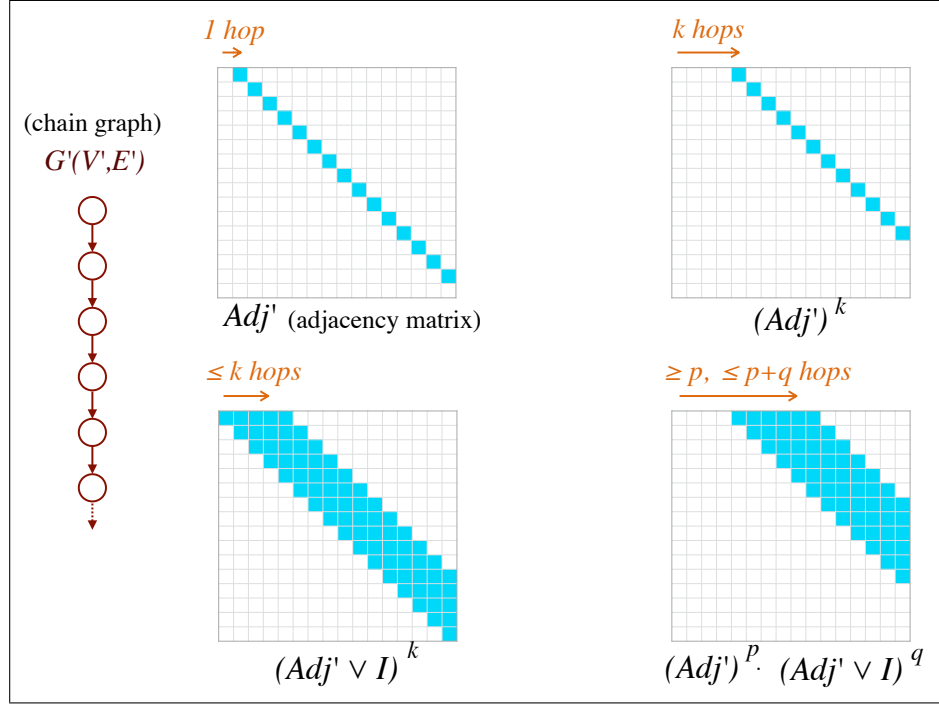 1 hop
k hops
(chain graph)
G'(V',E')
Adj' (adjacency matrix)
(Adj')^k
≤ k hops
≥ p, ≤ p+q hops
(Adj' ∨ I)^k
(Adj')^p · (Adj' ∨ I)^q